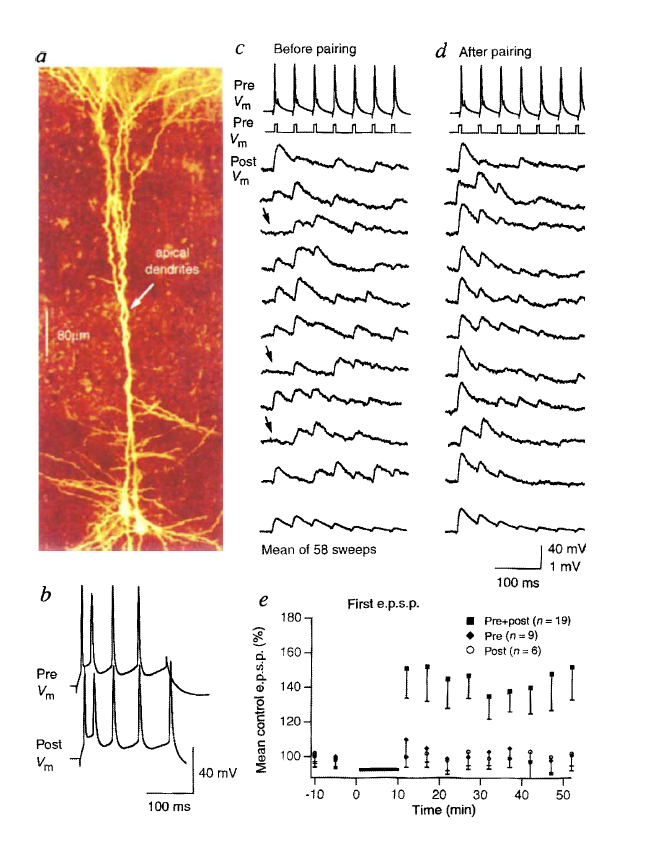 a
apical
dendrites
80µm
b
Pre
Vm
Post
Vm
40 mV
100 ms
c
Before pairing
Pre
Vm
Pre
Vm
Post
Vm
Mean of 58 sweeps
d
After pairing
40 mV
1 mV
100 ms
e
First e.p.s.p.
Pre+post (n = 19)
Pre (n = 9)
Post (n = 6)
Mean control e.p.s.p. (%)
180
160
140
120
100
-10 0 10 20 30 40 50
Time (min)